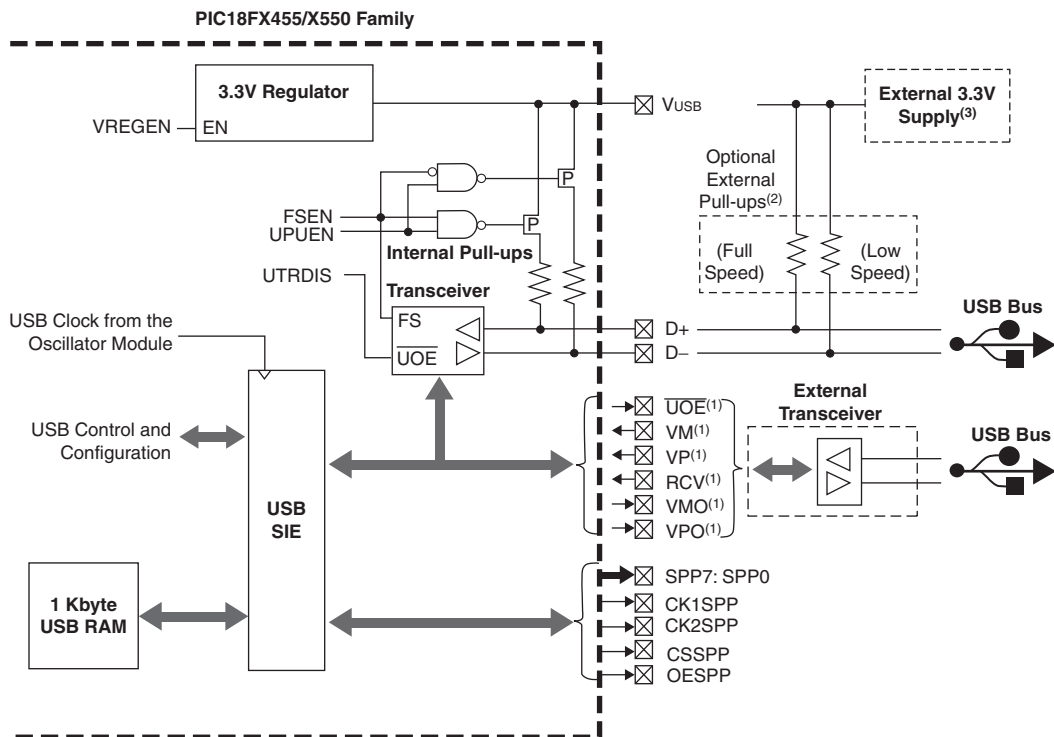 PIC18FX455/X550 Family
3.3V Regulator
VREGEN
EN
VUSB
External 3.3V
Supply(3)
Optional
External
Pull-ups(2)
P
P
FSEN
UPUEN
Internal Pull-ups
(Full
Speed)
(Low
Speed)
UTRDIS
Transceiver
FS
UOE
USB Clock from the
Oscillator Module
D+
D–
USB Bus
USB Control and
Configuration
USB
SIE
UOE(1)
VM(1)
VP(1)
RCV(1)
VMO(1)
VPO(1)
External
Transceiver
USB Bus
1 Kbyte
USB RAM
SPP7: SPP0
CK1SPP
CK2SPP
CSSPP
OESPP